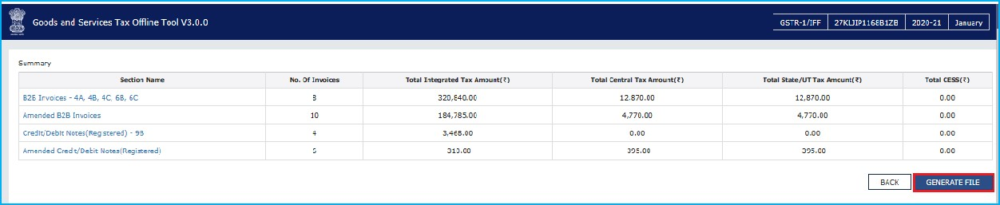 Goods and Services Tax Offline Tool V3.0.0 GSTR-1/IFF 27KLJIP1168B1ZB 2020-21 January
Summary
Section Name No. Of Invoices Total Integrated Tax Amount(₹) Total Central Tax Amount(₹) Total State/UT Tax Amount(₹) Total CESS(₹)
B2B Invoices - 4A, 4B, 4C, 6B, 6C 8 320,840.00 12,870.00 12,870.00 0.00
Amended B2B Invoices 10 184,785.00 4,770.00 4,770.00 0.00
Credit/Debit Notes(Registered) - 9B 4 3,468.00 0.00 0.00 0.00
Amended Credit/Debit Notes(Registered) 6 310.00 395.00 395.00 0.00
BACK GENERATE FILE